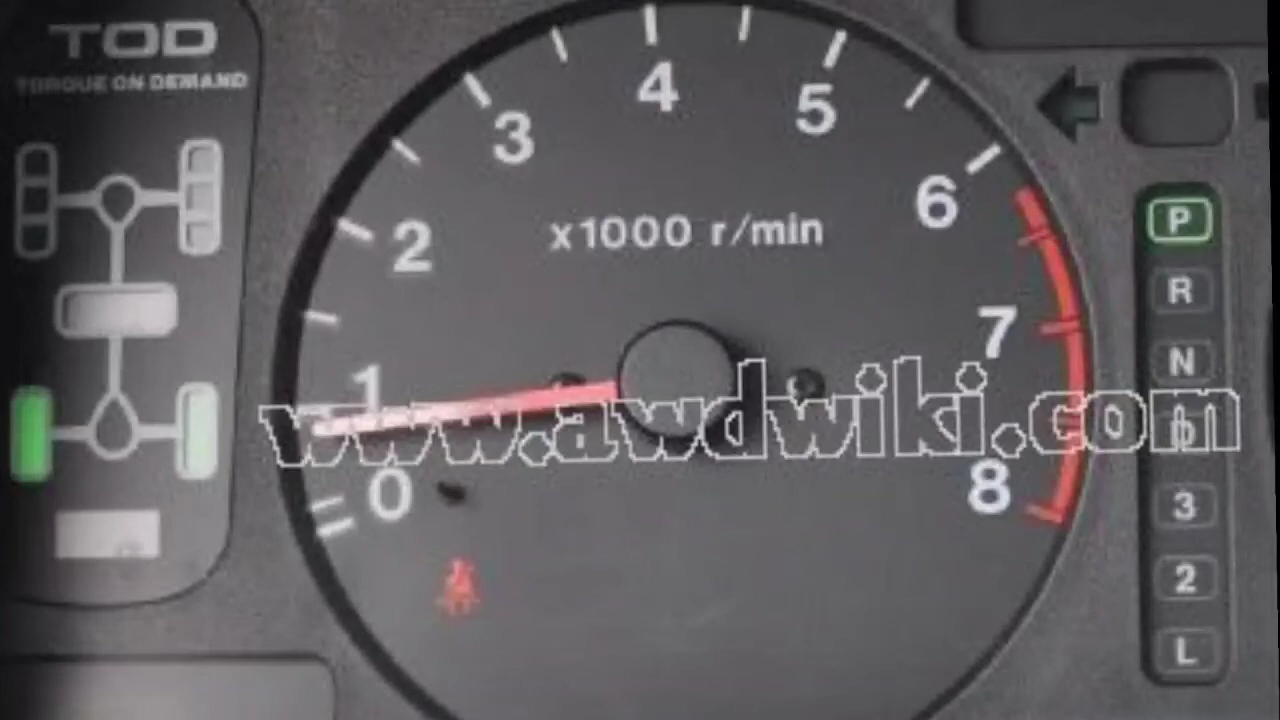 TOD
TORQUE ON DEMAND
0
1
2
3
4
5
6
7
8
x1000 r/min
www.awdwiki.com
P
R
N
D
3
2
L